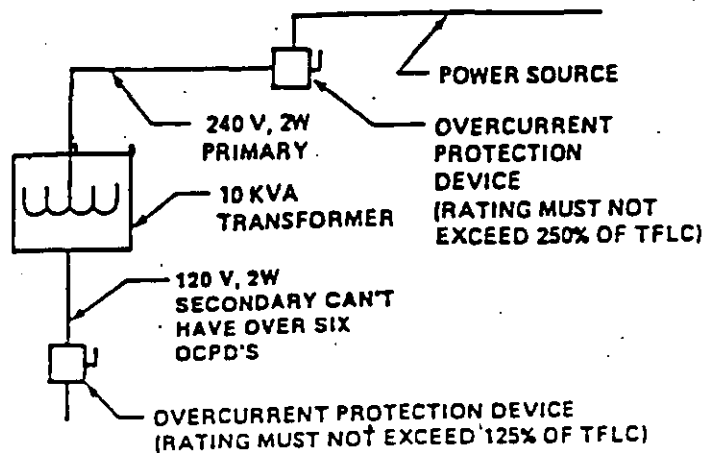 POWER SOURCE
240 V, 2W
PRIMARY
OVERCURRENT
PROTECTION
DEVICE
(RATING MUST NOT
EXCEED 250% OF TFLC)
10 KVA
TRANSFORMER
120 V, 2W
SECONDARY CAN'T
HAVE OVER SIX
OCPD'S
OVERCURRENT PROTECTION DEVICE
(RATING MUST NOT EXCEED 125% OF TFLC)